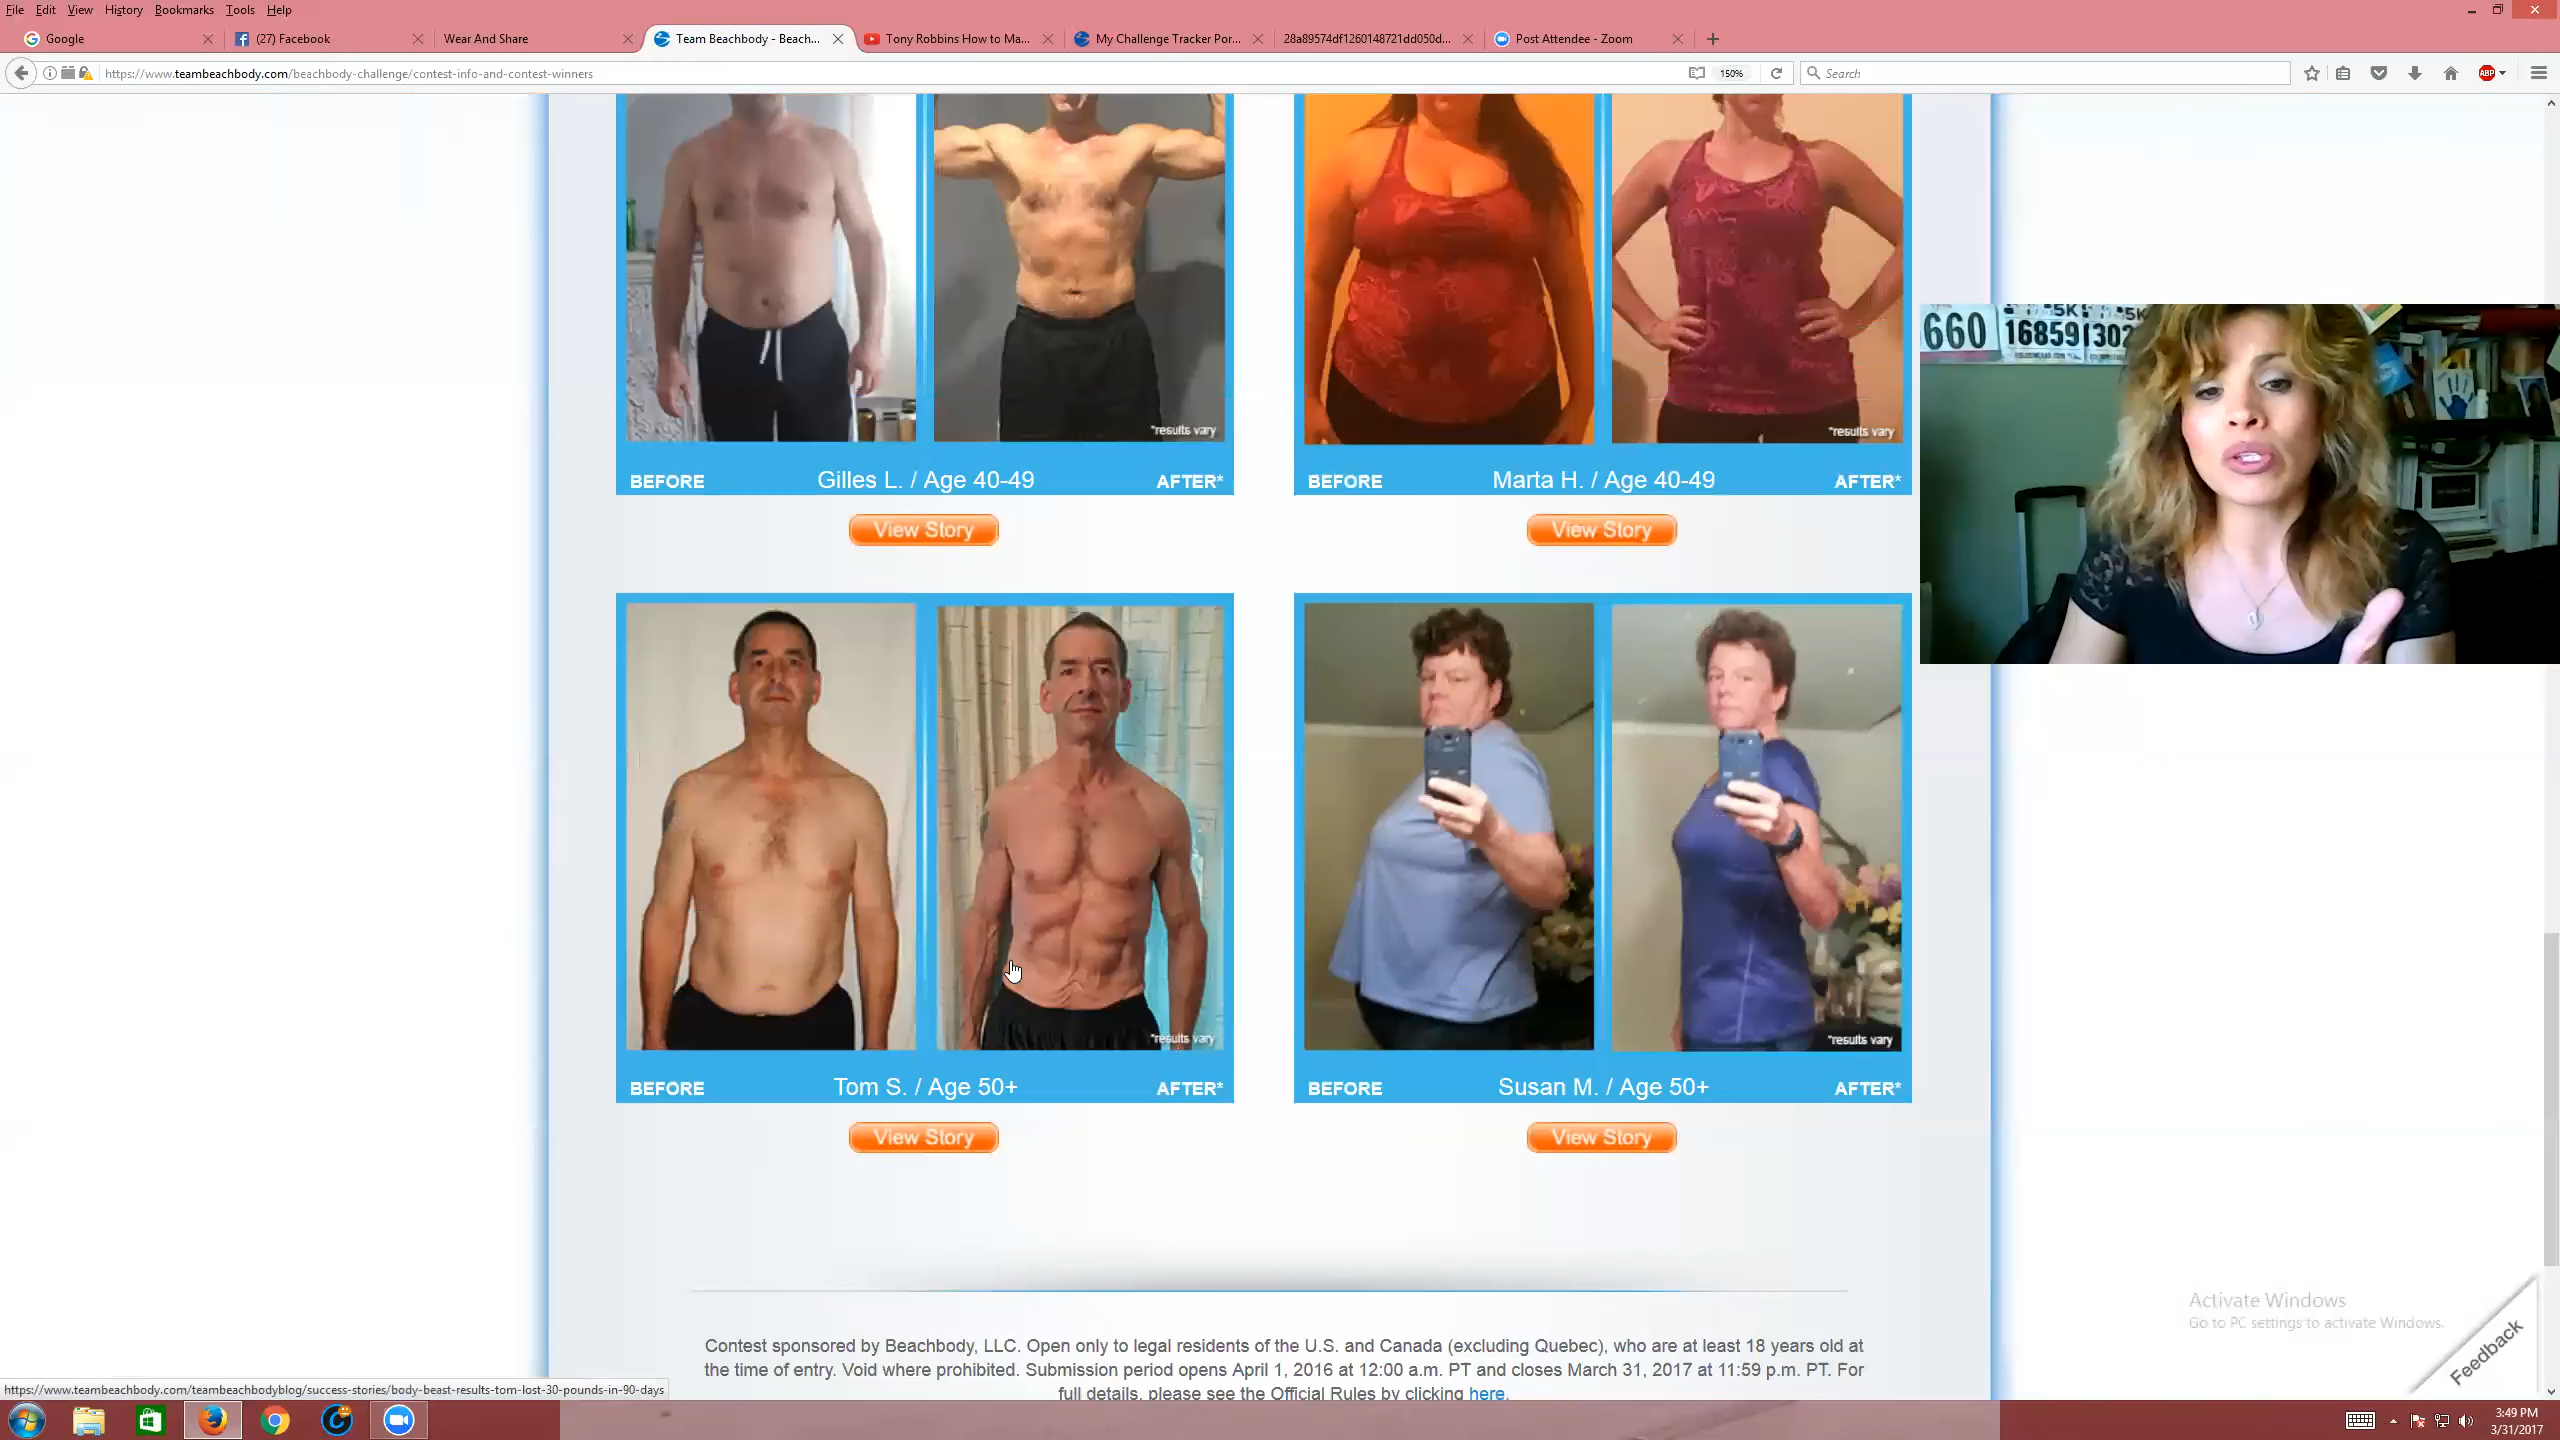 File Edit View History Bookmarks Tools Help
Google
(27) Facebook
Wear And Share
Team Beachbody - Beach...
Tony Robbins How to Ma...
My Challenge Tracker Por...
28a89574df1260148721dd050d...
Post Attendee - Zoom
https://www.teambeachbody.com/beachbody-challenge/contest-info-and-contest-winners
150%
Search
ABP
*results vary
*results vary
BEFORE Gilles L. / Age 40-49 AFTER*
BEFORE Marta H. / Age 40-49 AFTER*
View Story
View Story
660
16859
1302
5K
5K
*results vary
*results vary
BEFORE Tom S. / Age 50+ AFTER*
BEFORE Susan M. / Age 50+ AFTER*
View Story
View Story
Activate Windows
Go to PC settings to activate Windows.
Feedback
Contest sponsored by Beachbody, LLC. Open only to legal residents of the U.S. and Canada (excluding Quebec), who are at least 18 years old at
the time of entry. Void where prohibited. Submission period opens April 1, 2016 at 12:00 a.m. PT and closes March 31, 2017 at 11:59 p.m. PT. For
full details, please see the Official Rules by clicking here.
https://www.teambeachbody.com/teambeachbodyblog/success-stories/body-beast-results-tom-lost-30-pounds-in-90-days
3:49 PM
3/31/2017